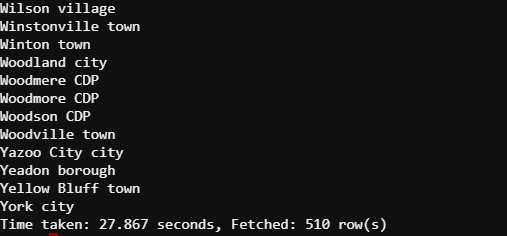 Wilson village
Winstonville town
Winton town
Woodland city
Woodmere CDP
Woodmore CDP
Woodson CDP
Woodville town
Yazoo City city
Yeadon borough
Yellow Bluff town
York city
Time taken: 27.867 seconds, Fetched: 510 row(s)